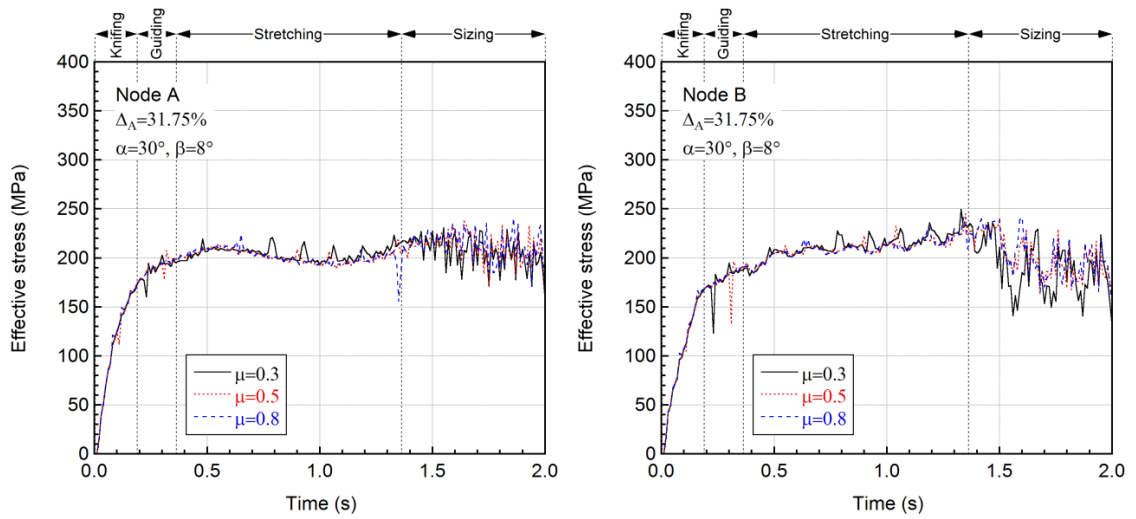 Knifing Guiding Stretching Sizing
400
350
300
250
200
150
100
50
0
Effective stress (MPa)
Node A
Δ_A=31.75%
α=30°, β=8°
μ=0.3
μ=0.5
μ=0.8
0.0 0.5 1.0 1.5 2.0
Time (s)
Knifing Guiding Stretching Sizing
400
350
300
250
200
150
100
50
0
Effective stress (MPa)
Node B
Δ_A=31.75%
α=30°, β=8°
μ=0.3
μ=0.5
μ=0.8
0.0 0.5 1.0 1.5 2.0
Time (s)